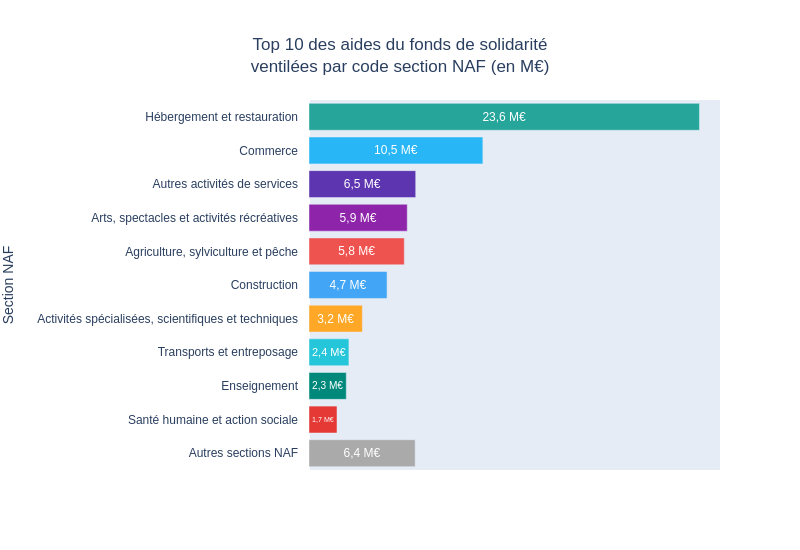 Top 10 des aides du fonds de solidarité
ventilées par code section NAF (en M€)
Section NAF
Hébergement et restauration 23,6 M€
Commerce 10,5 M€
Autres activités de services 6,5 M€
Arts, spectacles et activités récréatives 5,9 M€
Agriculture, sylviculture et pêche 5,8 M€
Construction 4,7 M€
Activités spécialisées, scientifiques et techniques 3,2 M€
Transports et entreposage 2,4 M€
Enseignement 2,3 M€
Santé humaine et action sociale 1,7 M€
Autres sections NAF 6,4 M€